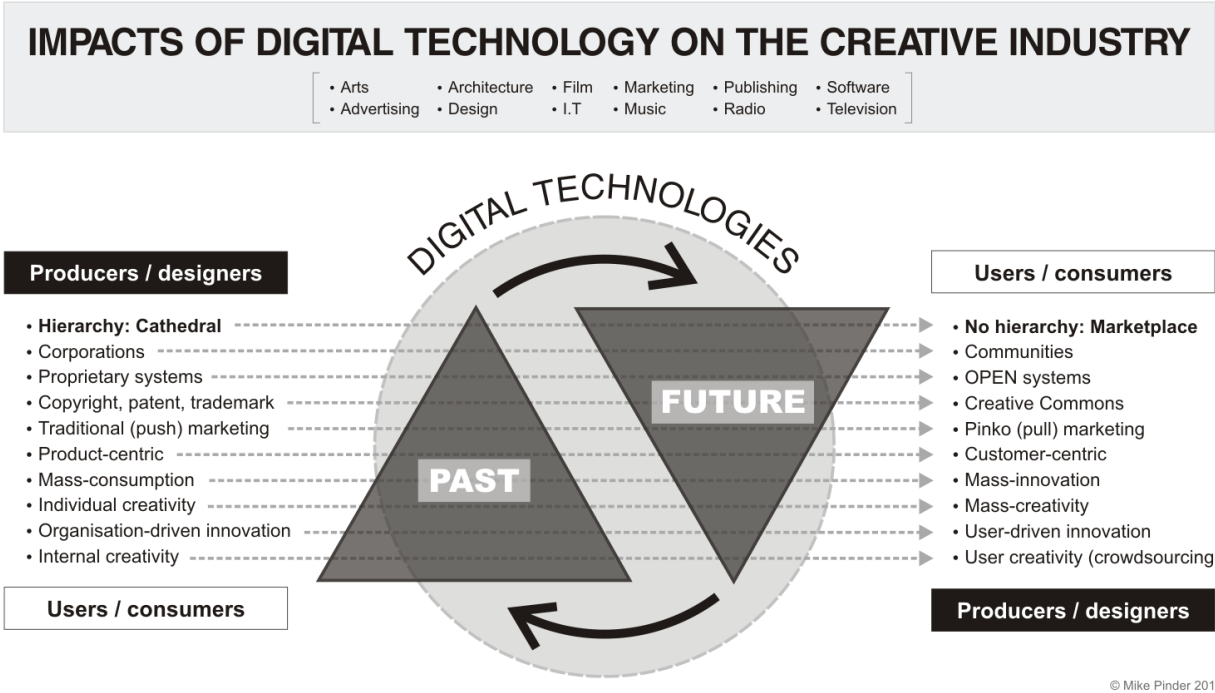 IMPACTS OF DIGITAL TECHNOLOGY ON THE CREATIVE INDUSTRY
• Arts • Architecture • Film • Marketing • Publishing • Software
• Advertising • Design • I.T • Music • Radio • Television
DIGITAL TECHNOLOGIES
Producers / designers
• Hierarchy: Cathedral
• Corporations
• Proprietary systems
• Copyright, patent, trademark
• Traditional (push) marketing
• Product-centric
• Mass-consumption
• Individual creativity
• Organisation-driven innovation
• Internal creativity
Users / consumers
PAST
FUTURE
Users / consumers
• No hierarchy: Marketplace
• Communities
• OPEN systems
• Creative Commons
• Pinko (pull) marketing
• Customer-centric
• Mass-innovation
• Mass-creativity
• User-driven innovation
• User creativity (crowdsourcing
Producers / designers
© Mike Pinder 201